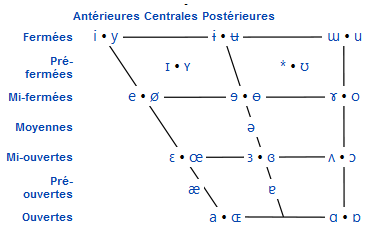 Antérieures Centrales Postérieures
Fermées i • y ɨ • ʉ ɯ • u
Pré-
fermées ɪ • ʏ * • ʊ
Mi-fermées e • ø ɘ • ɵ ɤ • o
Moyennes ə
Mi-ouvertes ɛ • œ ɜ • ɞ ʌ • ɔ
Pré-
ouvertes æ ɐ
Ouvertes a • ɶ ɑ • ɒ